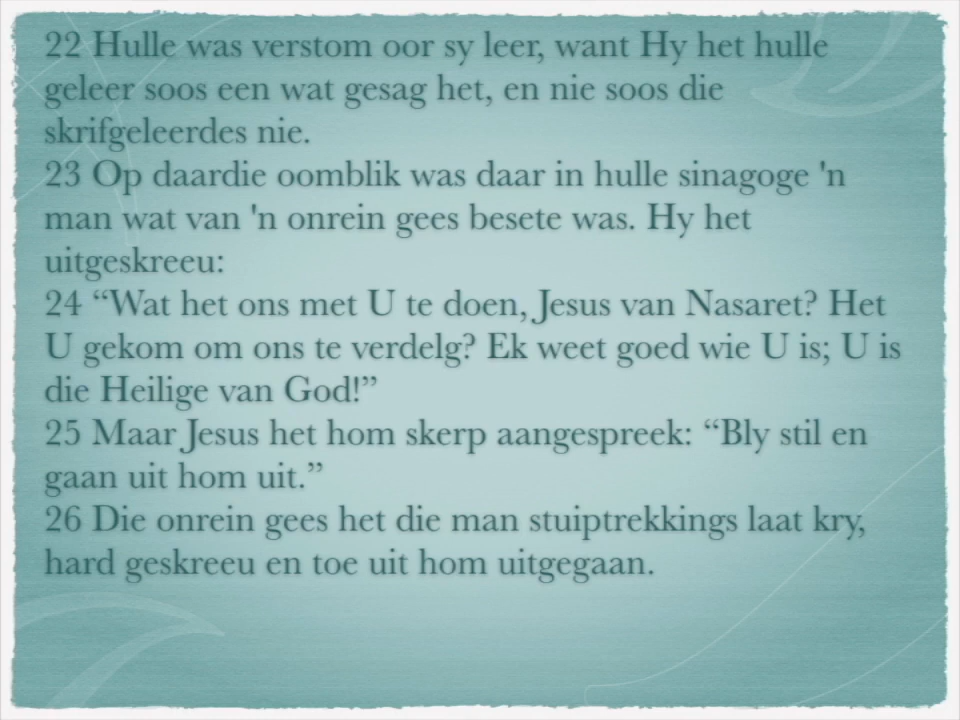 22 Hulle was verstom oor sy leer, want Hy het hulle
geleer soos een wat gesag het, en nie soos die
skrifgeleerdes nie.
23 Op daardie oomblik was daar in hulle sinagoge 'n
man wat van 'n onrein gees besete was. Hy het
uitgeskreeu:
24 “Wat het ons met U te doen, Jesus van Nasaret? Het
U gekom om ons te verdelg? Ek weet goed wie U is; U is
die Heilige van God!”
25 Maar Jesus het hom skerp aangespreek: “Bly stil en
gaan uit hom uit.”
26 Die onrein gees het die man stuiptrekkings laat kry,
hard geskreeu en toe uit hom uitgegaan.